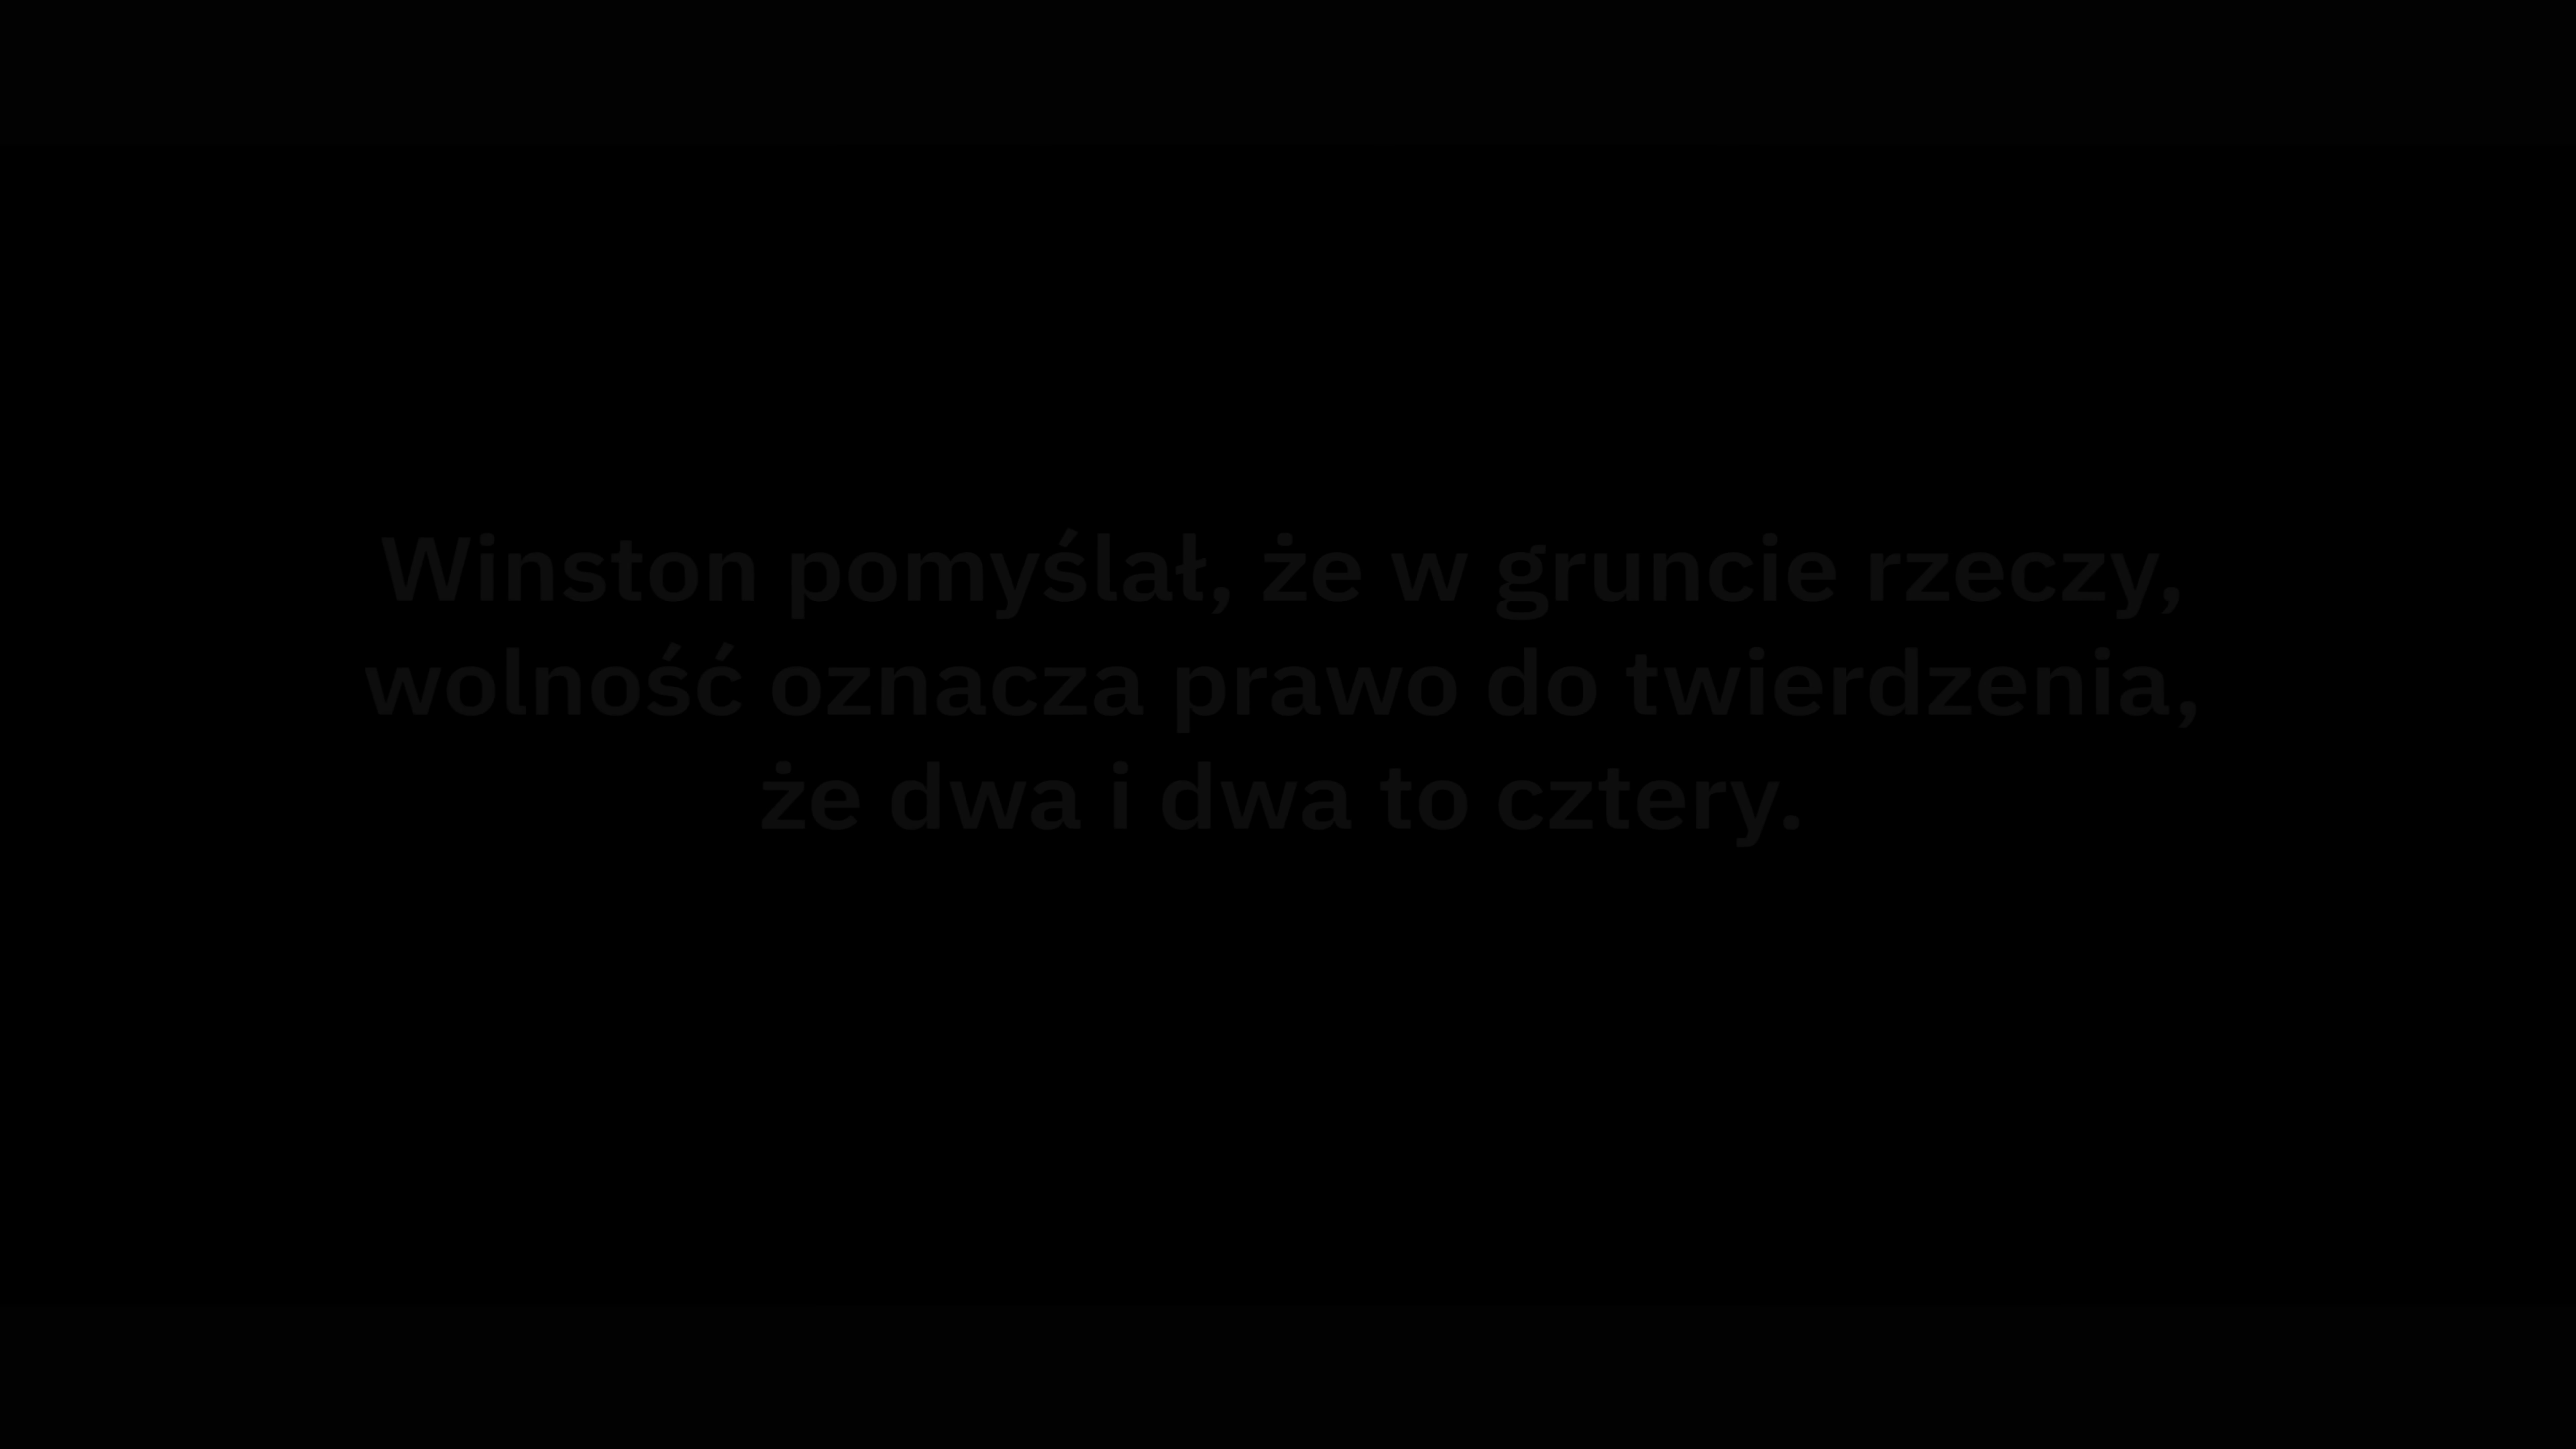 Winston pomyślał, że w gruncie rzeczy,
wolność oznacza prawo do twierdzenia,
że dwa i dwa to cztery.